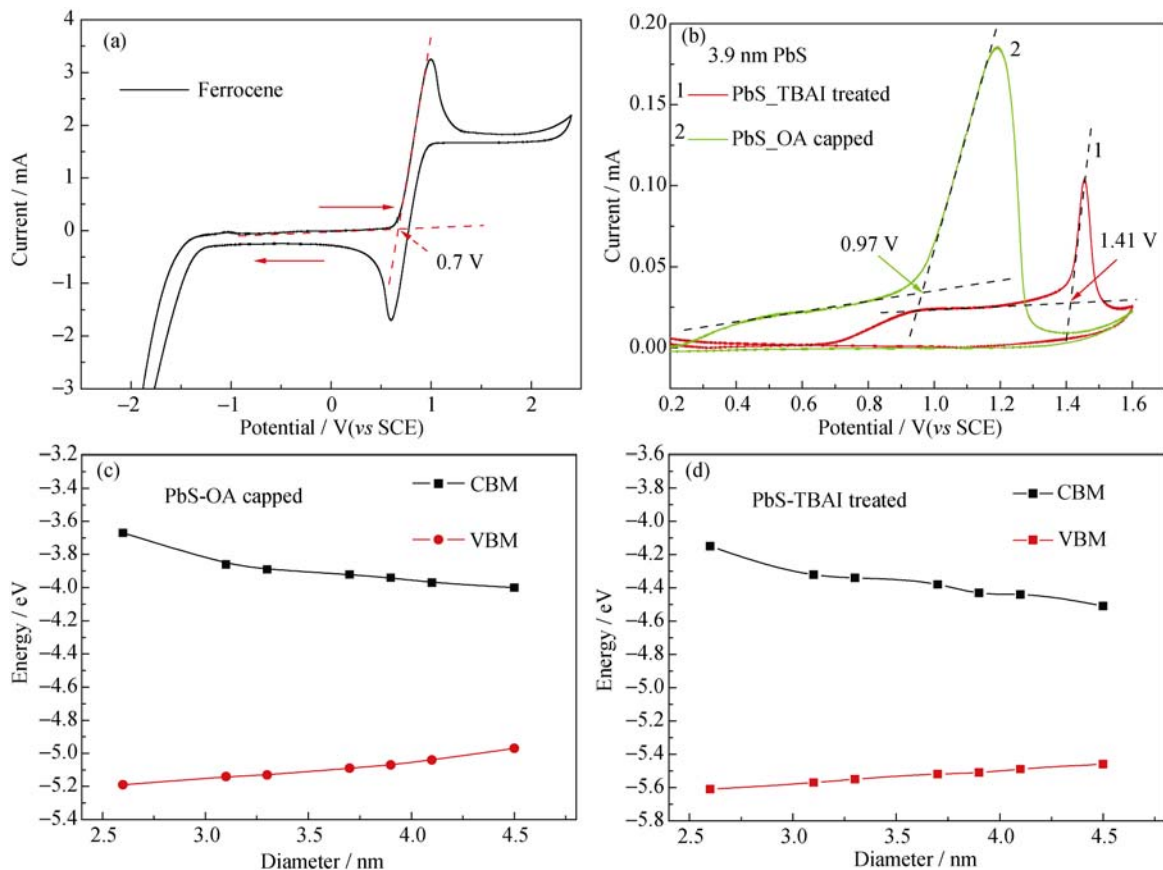 (a)
Ferrocene
0.7 V
Current / mA
4
3
2
1
0
−1
−2
−3
−2
−1
0
1
2
Potential / V(vs SCE)
(b)
3.9 nm PbS
1 PbS_TBAI treated
2 PbS_OA capped
2
1
0.97 V
1.41 V
Current / mA
0.20
0.15
0.10
0.05
0.00
0.2 0.4 0.6 0.8 1.0 1.2 1.4 1.6
Potential / V(vs SCE)
(c)
PbS-OA capped
CBM
VBM
Energy / eV
−3.2
−3.4
−3.6
−3.8
−4.0
−4.2
−4.4
−4.6
−4.8
−5.0
−5.2
−5.4
2.5 3.0 3.5 4.0 4.5
Diameter / nm
(d)
PbS-TBAI treated
CBM
VBM
Energy / eV
−3.6
−3.8
−4.0
−4.2
−4.4
−4.6
−4.8
−5.0
−5.2
−5.4
−5.6
−5.8
2.5 3.0 3.5 4.0 4.5
Diameter / nm